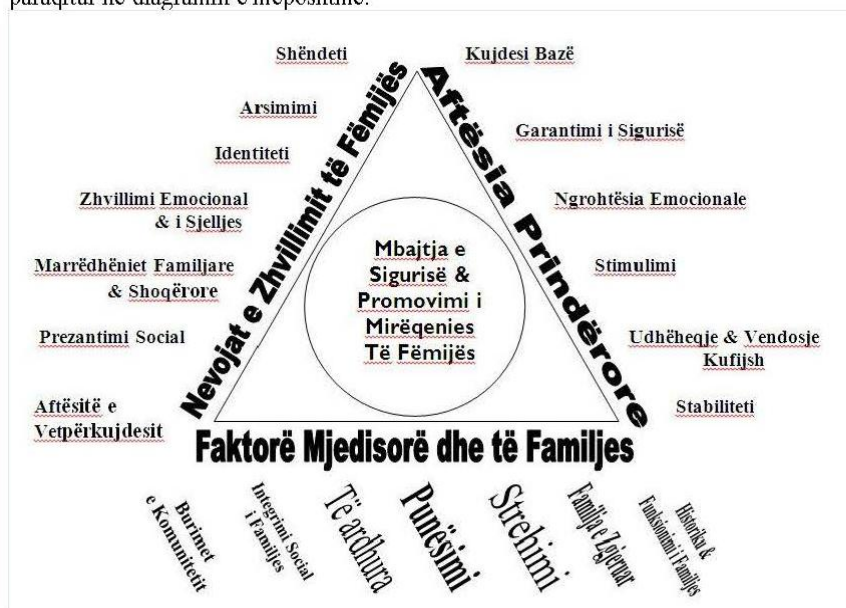 paraqitur në diagramin e mëposhtme:
Shëndeti
Arsimimi
Identiteti
Zhvillimi Emocional
& i Sjelljes
Marrëdhëniet Familjare
& Shoqërore
Prezantimi Social
Aftësitë e
Vetpërkujdesit
Nevojat e Zhvillimit të Fëmijës
Kujdesi Bazë
Garantimi i Sigurisë
Ngrohtësia Emocionale
Stimulimi
Udhëheqje & Vendosje
Kufijsh
Stabiliteti
Aftësia Prindërore
Mbajtja e
Sigurisë &
Promovimi i
Mirëqenies
Të Fëmijës
Faktorë Mjedisorë dhe të Familjes
Burimet
e Komunitetit
Integrimi Social
i Familjes
Të ardhura
Punësimi
Strehimi
Familja e Zgjeruar
Historiku &
Funksionimi i Familjes